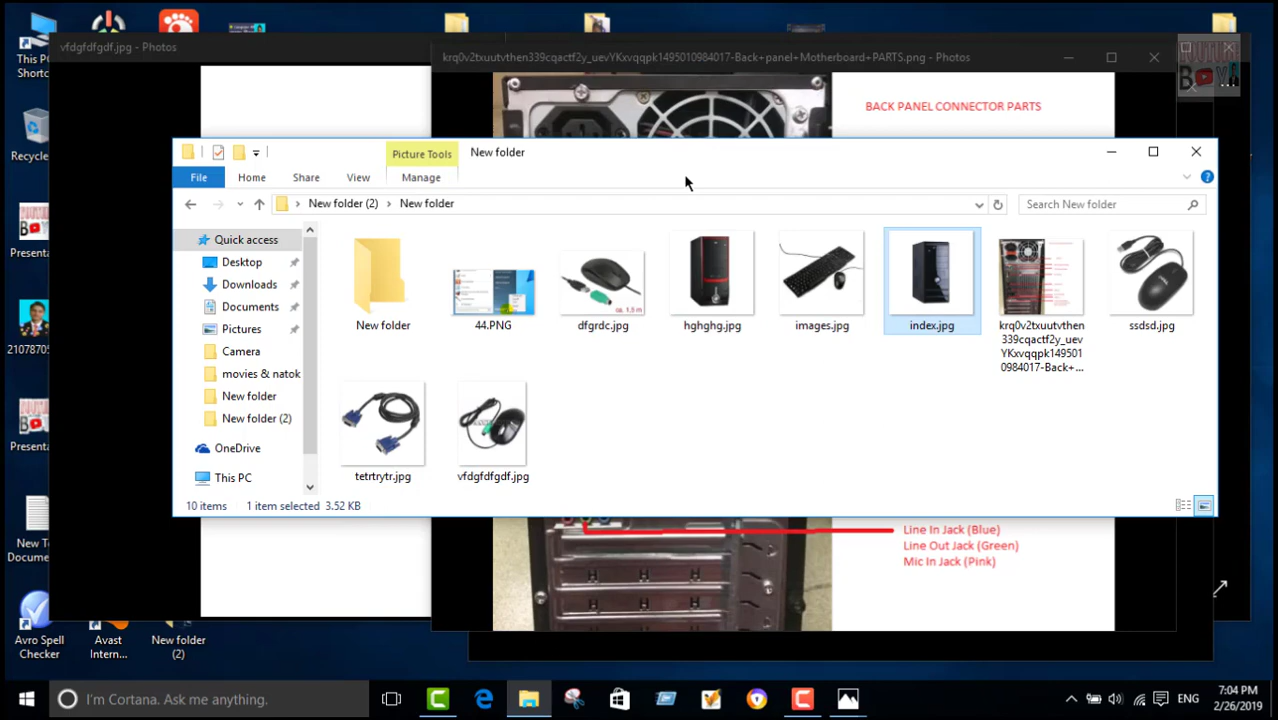 This PC
Shortc
Recycle
Presenta
21078705
Presenta
New T
Docume
Avro Spell
Checker
Avast
Intern...
New folder
(2)
vfdgfdfgdf.jpg - Photos
krq0v2txuutvthen339cqactf2y_uevYKxvqqpk1495010984017-Back+panel+Motherboard+PARTS.png - Photos
BACK PANEL CONNECTOR PARTS
Picture Tools
New folder
File
Home
Share
View
Manage
New folder (2)
New folder
Search New folder
Quick access
Desktop
Downloads
Documents
Pictures
Camera
movies & natok
New folder
New folder (2)
OneDrive
This PC
New folder
44.PNG
dfgrdc.jpg
hghghg.jpg
images.jpg
index.jpg
krq0v2txuutvthen
339cqactf2y_uev
YKxvqqpk149501
0984017-Back+...
ssdsd.jpg
ca. 1,5 m
tetrtrytr.jpg
vfdgfdfgdf.jpg
10 items
1 item selected 3.52 KB
Line In Jack (Blue)
Line Out Jack (Green)
Mic In Jack (Pink)
I'm Cortana. Ask me anything.
ENG
7:04 PM
2/26/2019